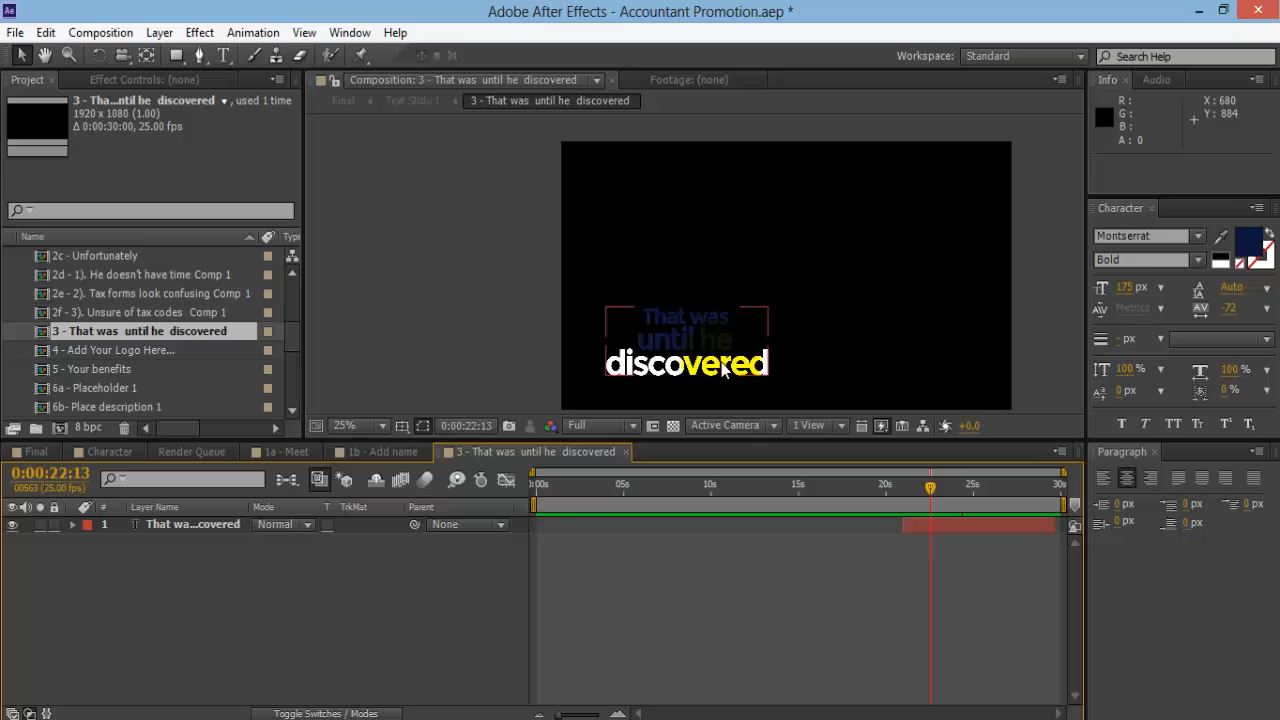 Adobe After Effects - Accountant Promotion.aep *
File Edit Composition Layer Effect Animation View Window Help
Workspace: Standard Search Help
Project Effect Controls: (none)
3 - Tha...ntil he discovered , used 1 time
1920 x 1080 (1.00)
Δ 0:00:30:00, 25.00 fps
Name Type
2c - Unfortunately
2d - 1). He doesn't have time Comp 1
2e - 2). Tax forms look confusing Comp 1
2f - 3). Unsure of tax codes Comp 1
3 - That was until he discovered
4 - Add Your Logo Here...
5 - Your benefits
6a - Placeholder 1
6b- Place description 1
8 bpc
Composition: 3 - That was until he discovered Footage: (none)
Final Text Slide: 1 3 - That was until he discovered
That was
until he
discovered
25% 0:00:22:13 Full Active Camera 1 View +0.0
Info Audio
R: X: 680
G: Y: 884
B:
A: 0
Character
Montserrat
Bold
175 px Auto
Metrics -72
- px
100 % 100 %
0 px 0 %
T T TT Tr T' T,
Paragraph
0 px 0 px 0 px
0 px 0 px
Final Character Render Queue 1a - Meet 1b - Add name 3 - That was until he discovered
0:00:22:13
00563 (25.00 fps)
# Layer Name Mode T TrkMat Parent
:00s 05s 10s 15s 20s 25s 30s
1 T That wa...covered Normal None
Toggle Switches / Modes